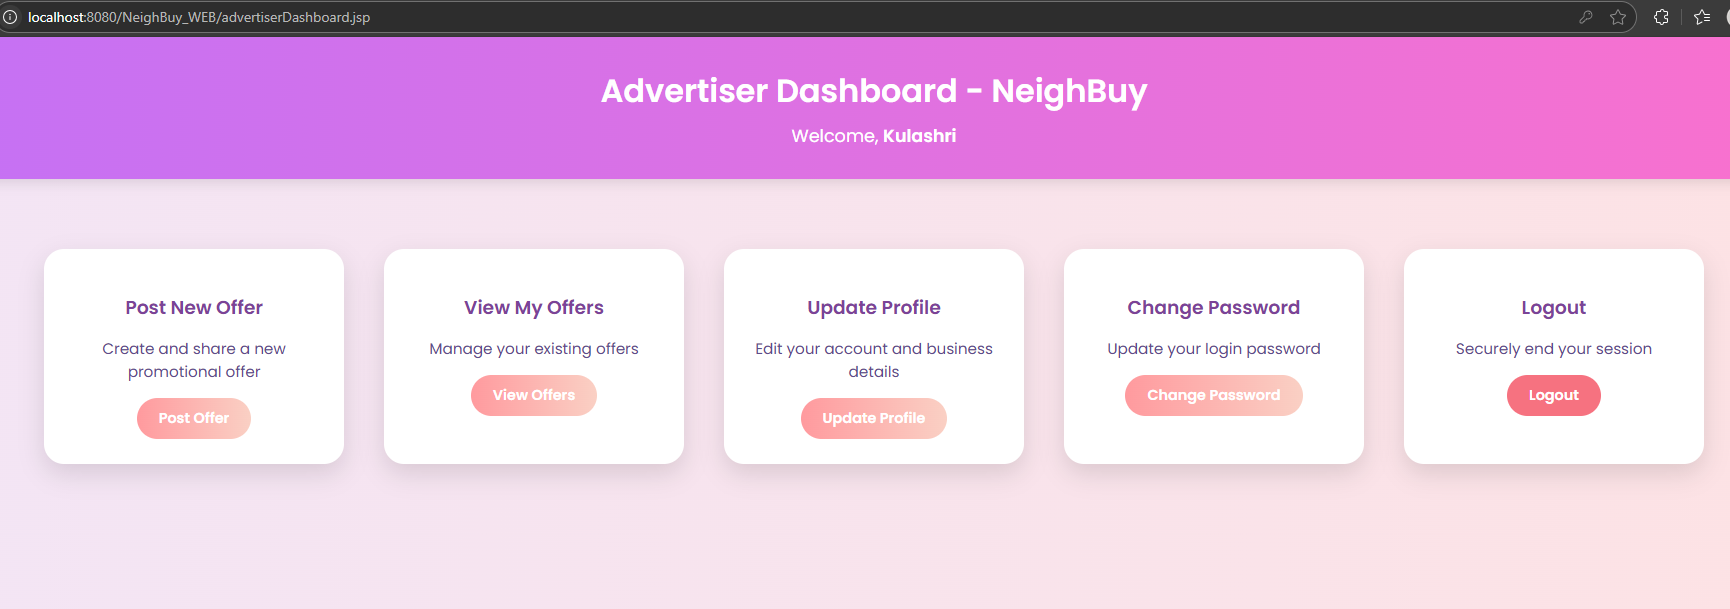 localhost:8080/NeighBuy_WEB/advertiserDashboard.jsp
Advertiser Dashboard - NeighBuy
Welcome, Kulashri
Post New Offer
Create and share a new
promotional offer
Post Offer
View My Offers
Manage your existing offers
View Offers
Update Profile
Edit your account and business
details
Update Profile
Change Password
Update your login password
Change Password
Logout
Securely end your session
Logout